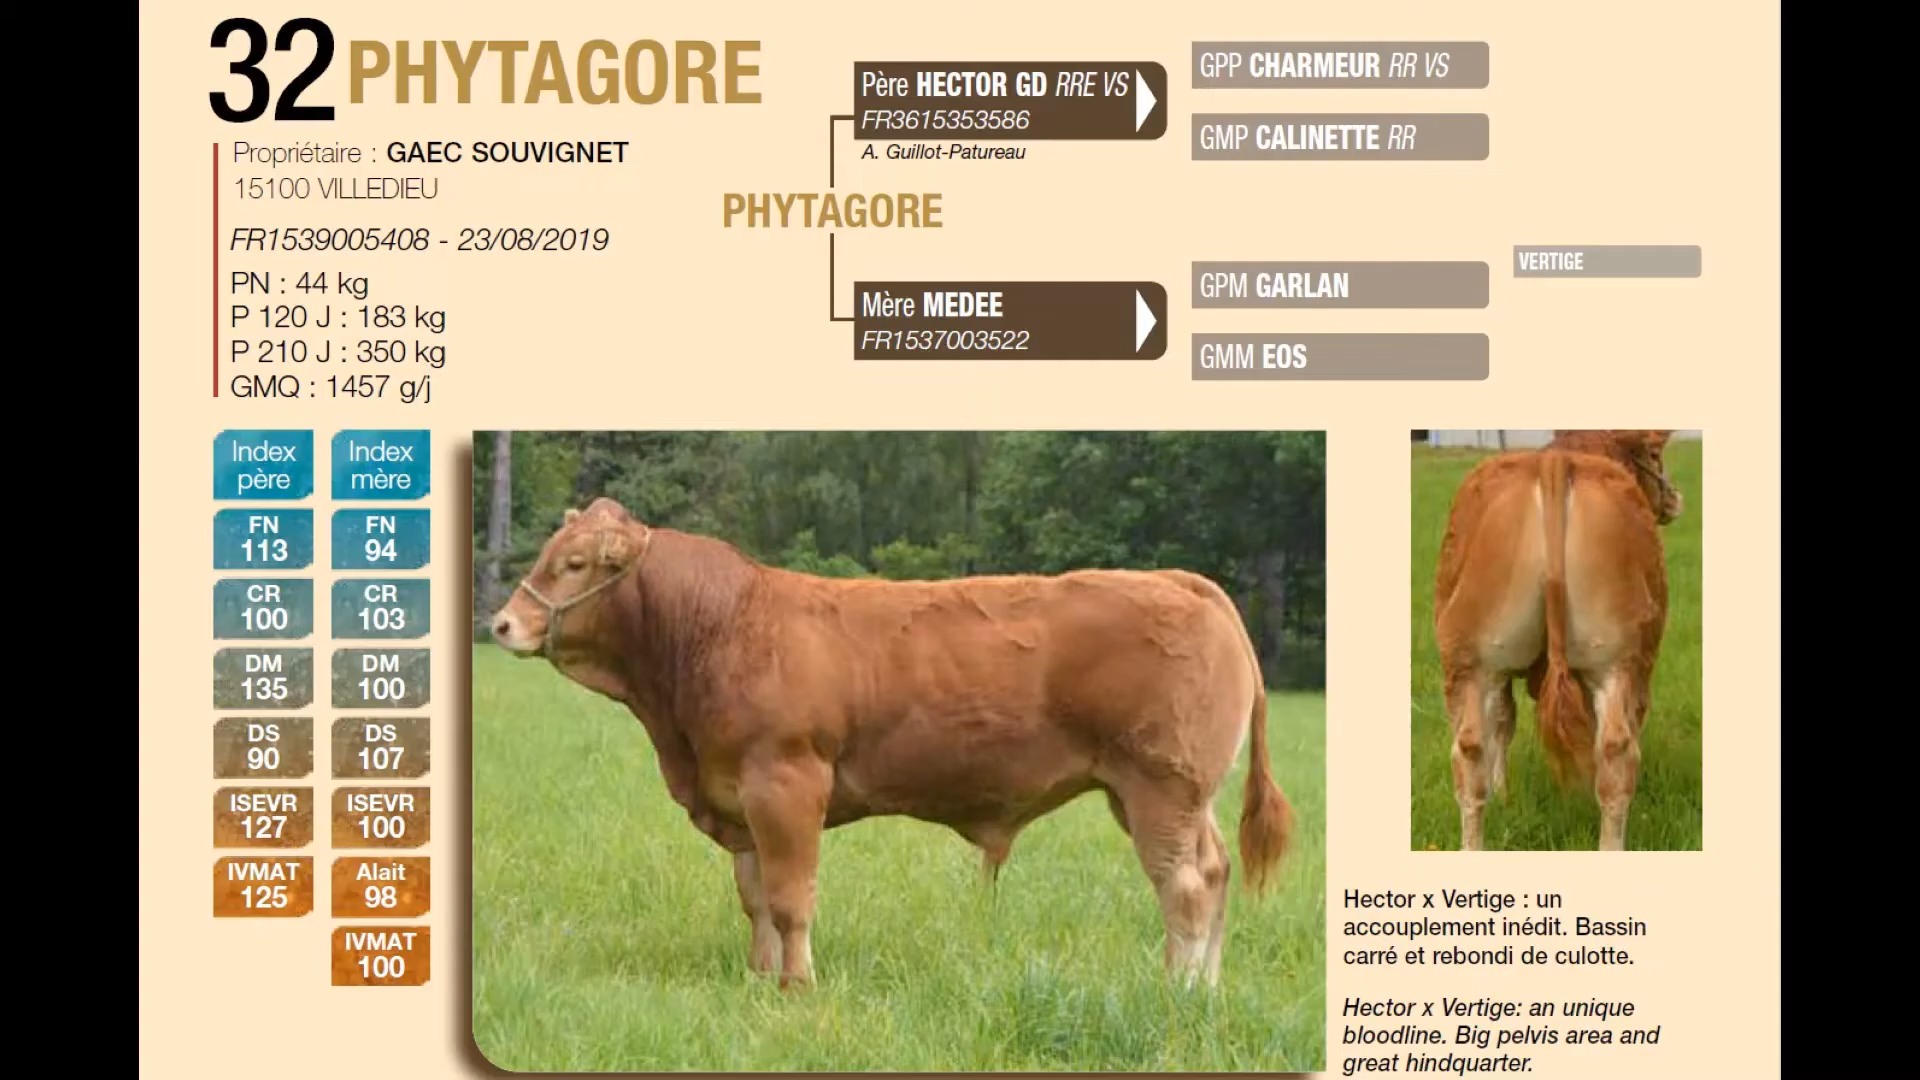 32 PHYTAGORE
Propriétaire : GAEC SOUVIGNET
15100 VILLEDIEU
FR1539005408 - 23/08/2019
PN : 44 kg
P 120 J : 183 kg
P 210 J : 350 kg
GMQ : 1457 g/j
Père HECTOR GD RRE VS
FR3615353586
A. Guillot-Patureau
GPP CHARMEUR RR VS
GMP CALINETTE RR
PHYTAGORE
Mère MEDEE
FR1537003522
GPM GARLAN
GMM EOS
VERTIGE
Index
père
FN
113
CR
100
DM
135
DS
90
ISEVR
127
IVMAT
125
Index
mère
FN
94
CR
103
DM
100
DS
107
ISEVR
100
Alait
98
IVMAT
100
Hector x Vertige : un
accouplement inédit. Bassin
carré et rebondi de culotte.
Hector x Vertige: an unique
bloodline. Big pelvis area and
great hindquarter.